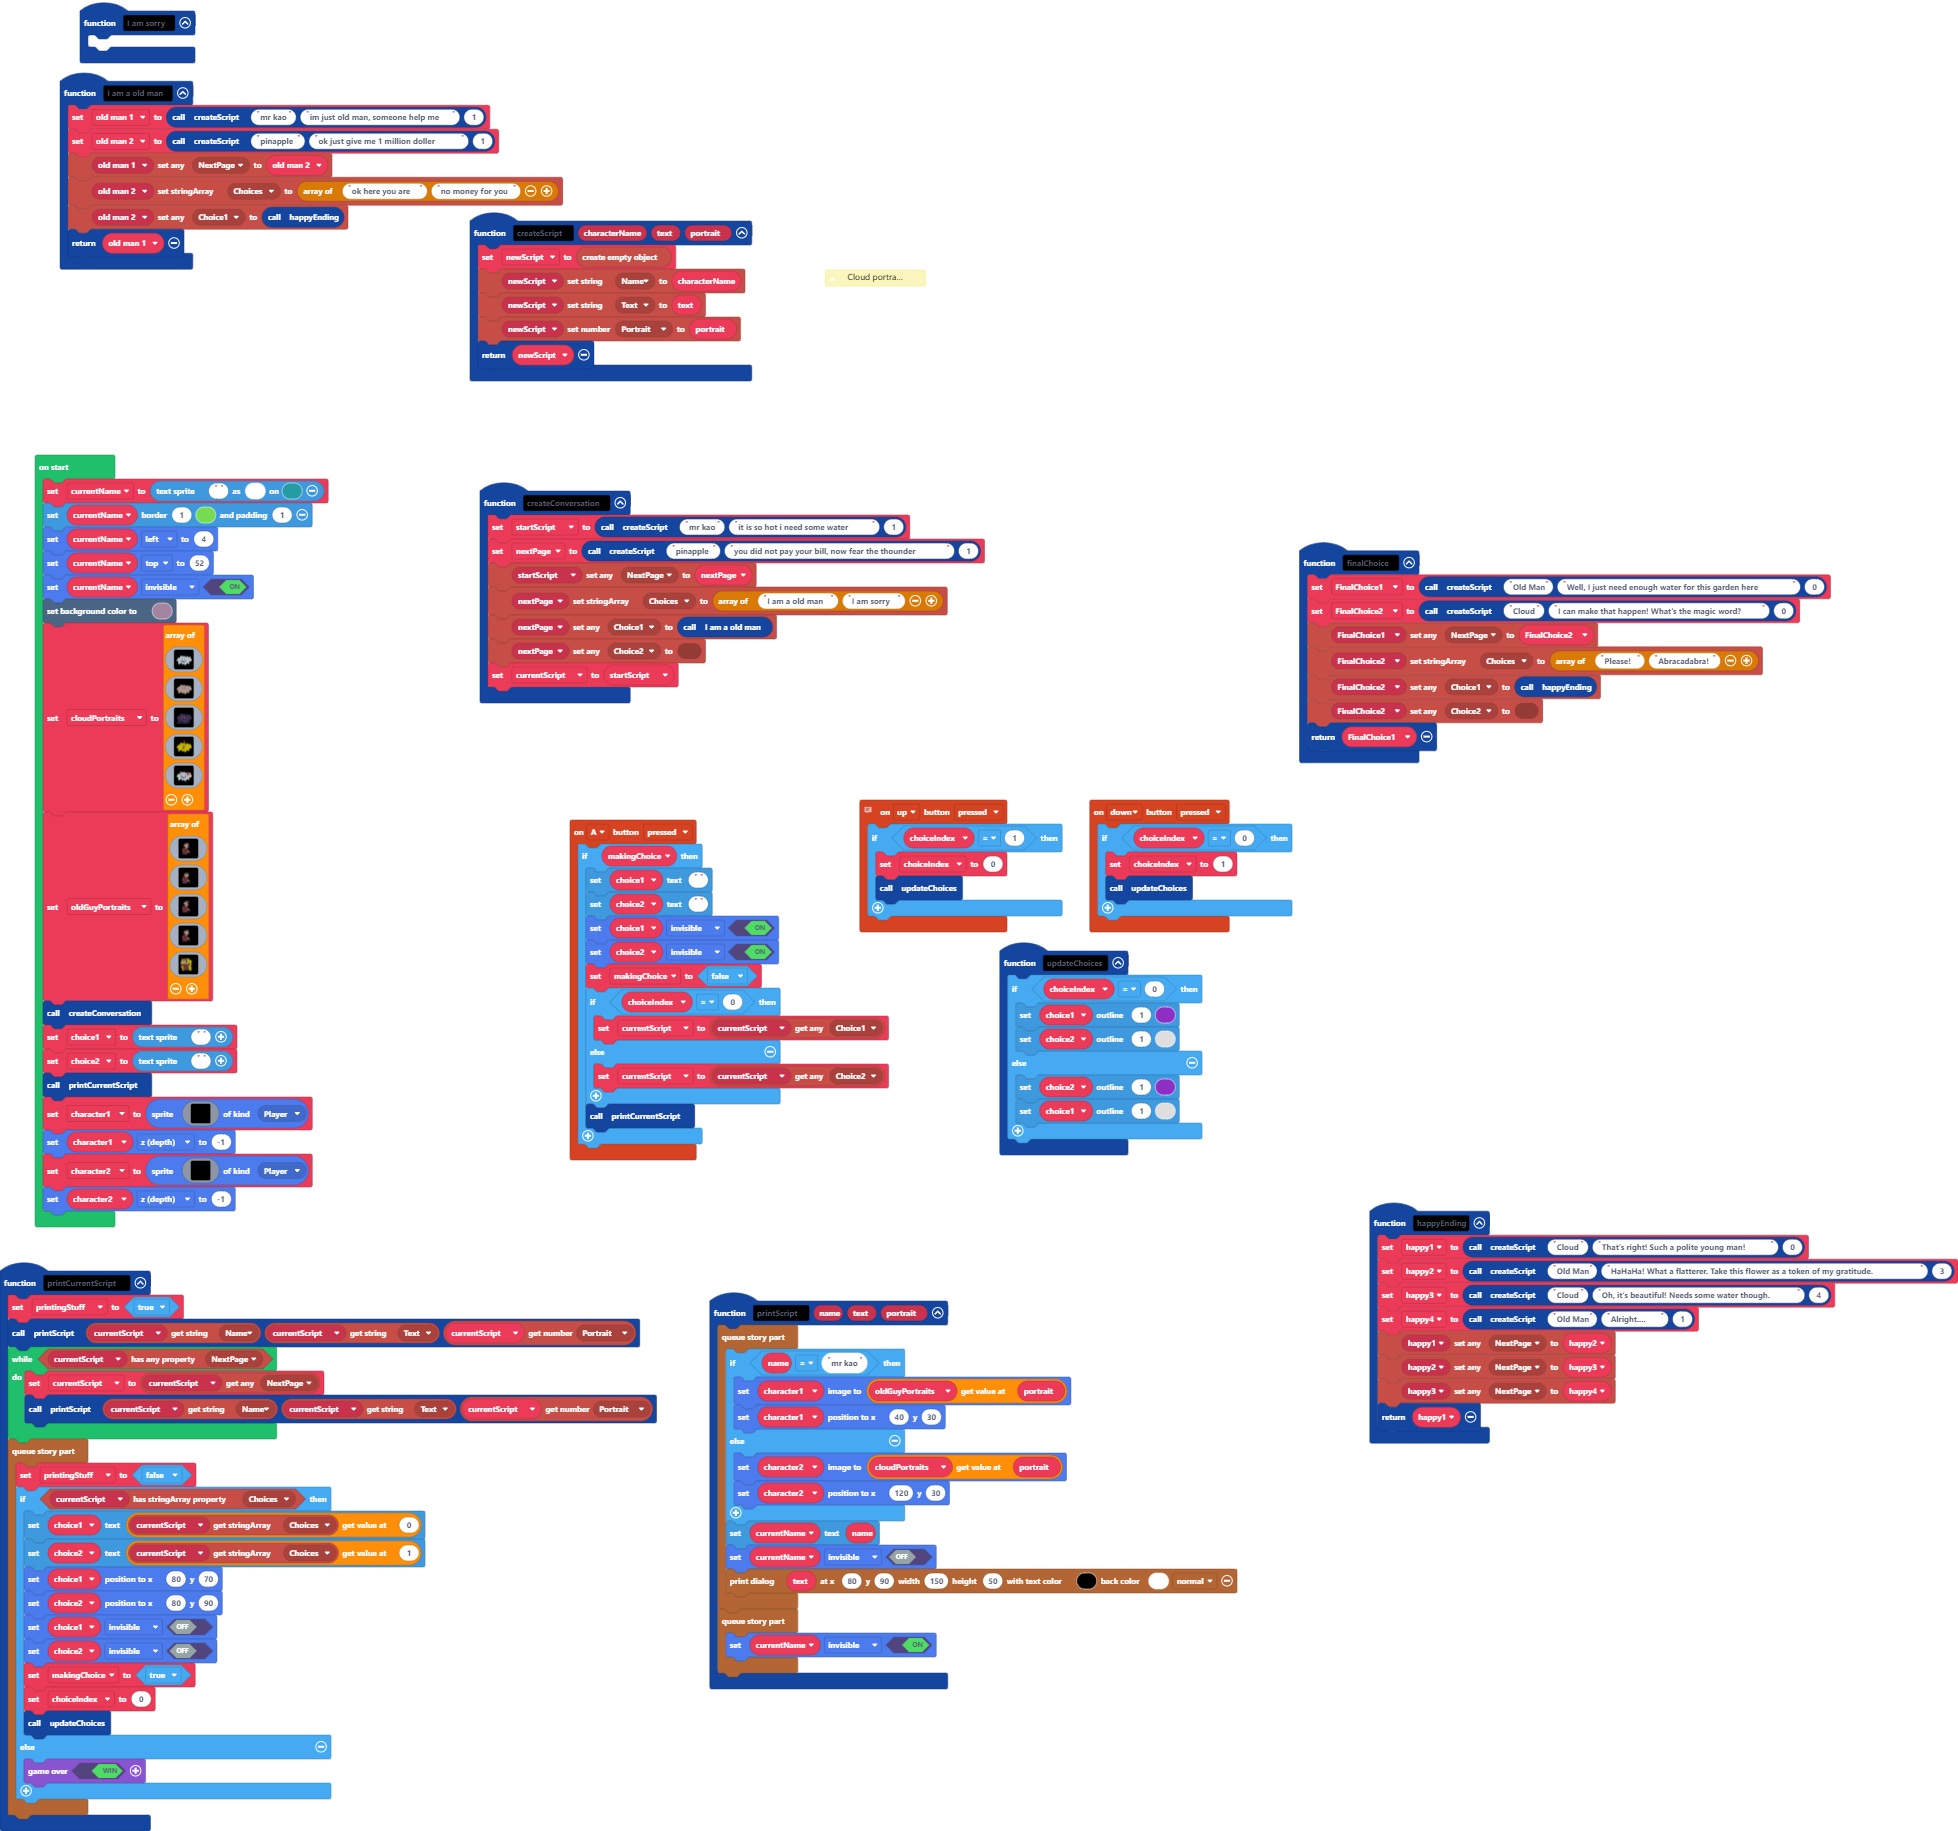 function I am sorry
function I am a old man
set old man 1 to call createScript "mr kao" "im just old man, someone help me" 1
set old man 2 to call createScript "pinapple" "ok just give me 1 million doller" 1
old man 1 set any NextPage to old man 2
old man 2 set stringArray Choices to array of "ok here you are" "no money for you"
old man 2 set any Choice1 to call happyEnding
return old man 1
function createScript characterName text portrait
set newScript to create empty object
newScript set string Name to characterName
newScript set string Text to text
newScript set number Portrait to portrait
return newScript
Cloud portra...
on start
set currentName to text sprite " " as on
set currentName border 1 and padding 1
set currentName left to 4
set currentName top to 52
set currentName invisible ON
set background color to
set cloudPortraits to array of
set oldGuyPortraits to array of
call createConversation
set choice1 to text sprite " "
set choice2 to text sprite " "
call printCurrentScript
set character1 to sprite of kind Player
set character1 z (depth) to -1
set character2 to sprite of kind Player
set character2 z (depth) to -1
function createConversation
set startScript to call createScript "mr kao" "it is so hot i need some water" 1
set nextPage to call createScript "pinapple" "you did not pay your bill, now fear the thounder" 1
startScript set any NextPage to nextPage
nextPage set stringArray Choices to array of "I am a old man" "I am sorry"
nextPage set any Choice1 to call I am a old man
nextPage set any Choice2 to
set currentScript to startScript
function finalChoice
set FinalChoice1 to call createScript "Old Man" "Well, I just need enough water for this garden here" 0
set FinalChoice2 to call createScript "Cloud" "I can make that happen! What's the magic word?" 0
FinalChoice1 set any NextPage to FinalChoice2
FinalChoice2 set stringArray Choices to array of "Please!" "Abracadabra!"
FinalChoice2 set any Choice1 to call happyEnding
FinalChoice2 set any Choice2 to
return FinalChoice1
on A button pressed
if makingChoice then
set choice1 text " "
set choice2 text " "
set choice1 invisible ON
set choice2 invisible ON
set makingChoice to false
if choiceIndex = 0 then
set currentScript to currentScript get any Choice1
else
set currentScript to currentScript get any Choice2
call printCurrentScript
on up button pressed
if choiceIndex = 1 then
set choiceIndex to 0
call updateChoices
on down button pressed
if choiceIndex = 0 then
set choiceIndex to 1
call updateChoices
function updateChoices
if choiceIndex = 0 then
set choice1 outline 1
set choice2 outline 1
else
set choice2 outline 1
set choice1 outline 1
function happyEnding
set happy1 to call createScript "Cloud" "That's right! Such a polite young man!" 0
set happy2 to call createScript "Old Man" "HaHaHa! What a flatterer. Take this flower as a token of my gratitude." 3
set happy3 to call createScript "Cloud" "Oh, it's beautiful! Needs some water though." 4
set happy4 to call createScript "Old Man" "Alright...." 1
happy1 set any NextPage to happy2
happy2 set any NextPage to happy3
happy3 set any NextPage to happy4
return happy1
function printCurrentScript
set printingStuff to true
call printScript currentScript get string Name currentScript get string Text currentScript get number Portrait
while currentScript has any property NextPage
do set currentScript to currentScript get any NextPage
call printScript currentScript get string Name currentScript get string Text currentScript get number Portrait
queue story part
set printingStuff to false
if currentScript has stringArray property Choices then
set choice1 text currentScript get stringArray Choices get value at 0
set choice2 text currentScript get stringArray Choices get value at 1
set choice1 position to x 80 y 70
set choice2 position to x 80 y 90
set choice1 invisible OFF
set choice2 invisible OFF
set makingChoice to true
set choiceIndex to 0
call updateChoices
else
game over WIN
function printScript name text portrait
queue story part
if name = "mr kao" then
set character1 image to oldGuyPortraits get value at portrait
set character1 position to x 40 y 30
else
set character2 image to cloudPortraits get value at portrait
set character2 position to x 120 y 30
set currentName text name
set currentName invisible OFF
print dialog text at x 80 y 90 width 150 height 50 with text color back color normal
queue story part
set currentName invisible ON